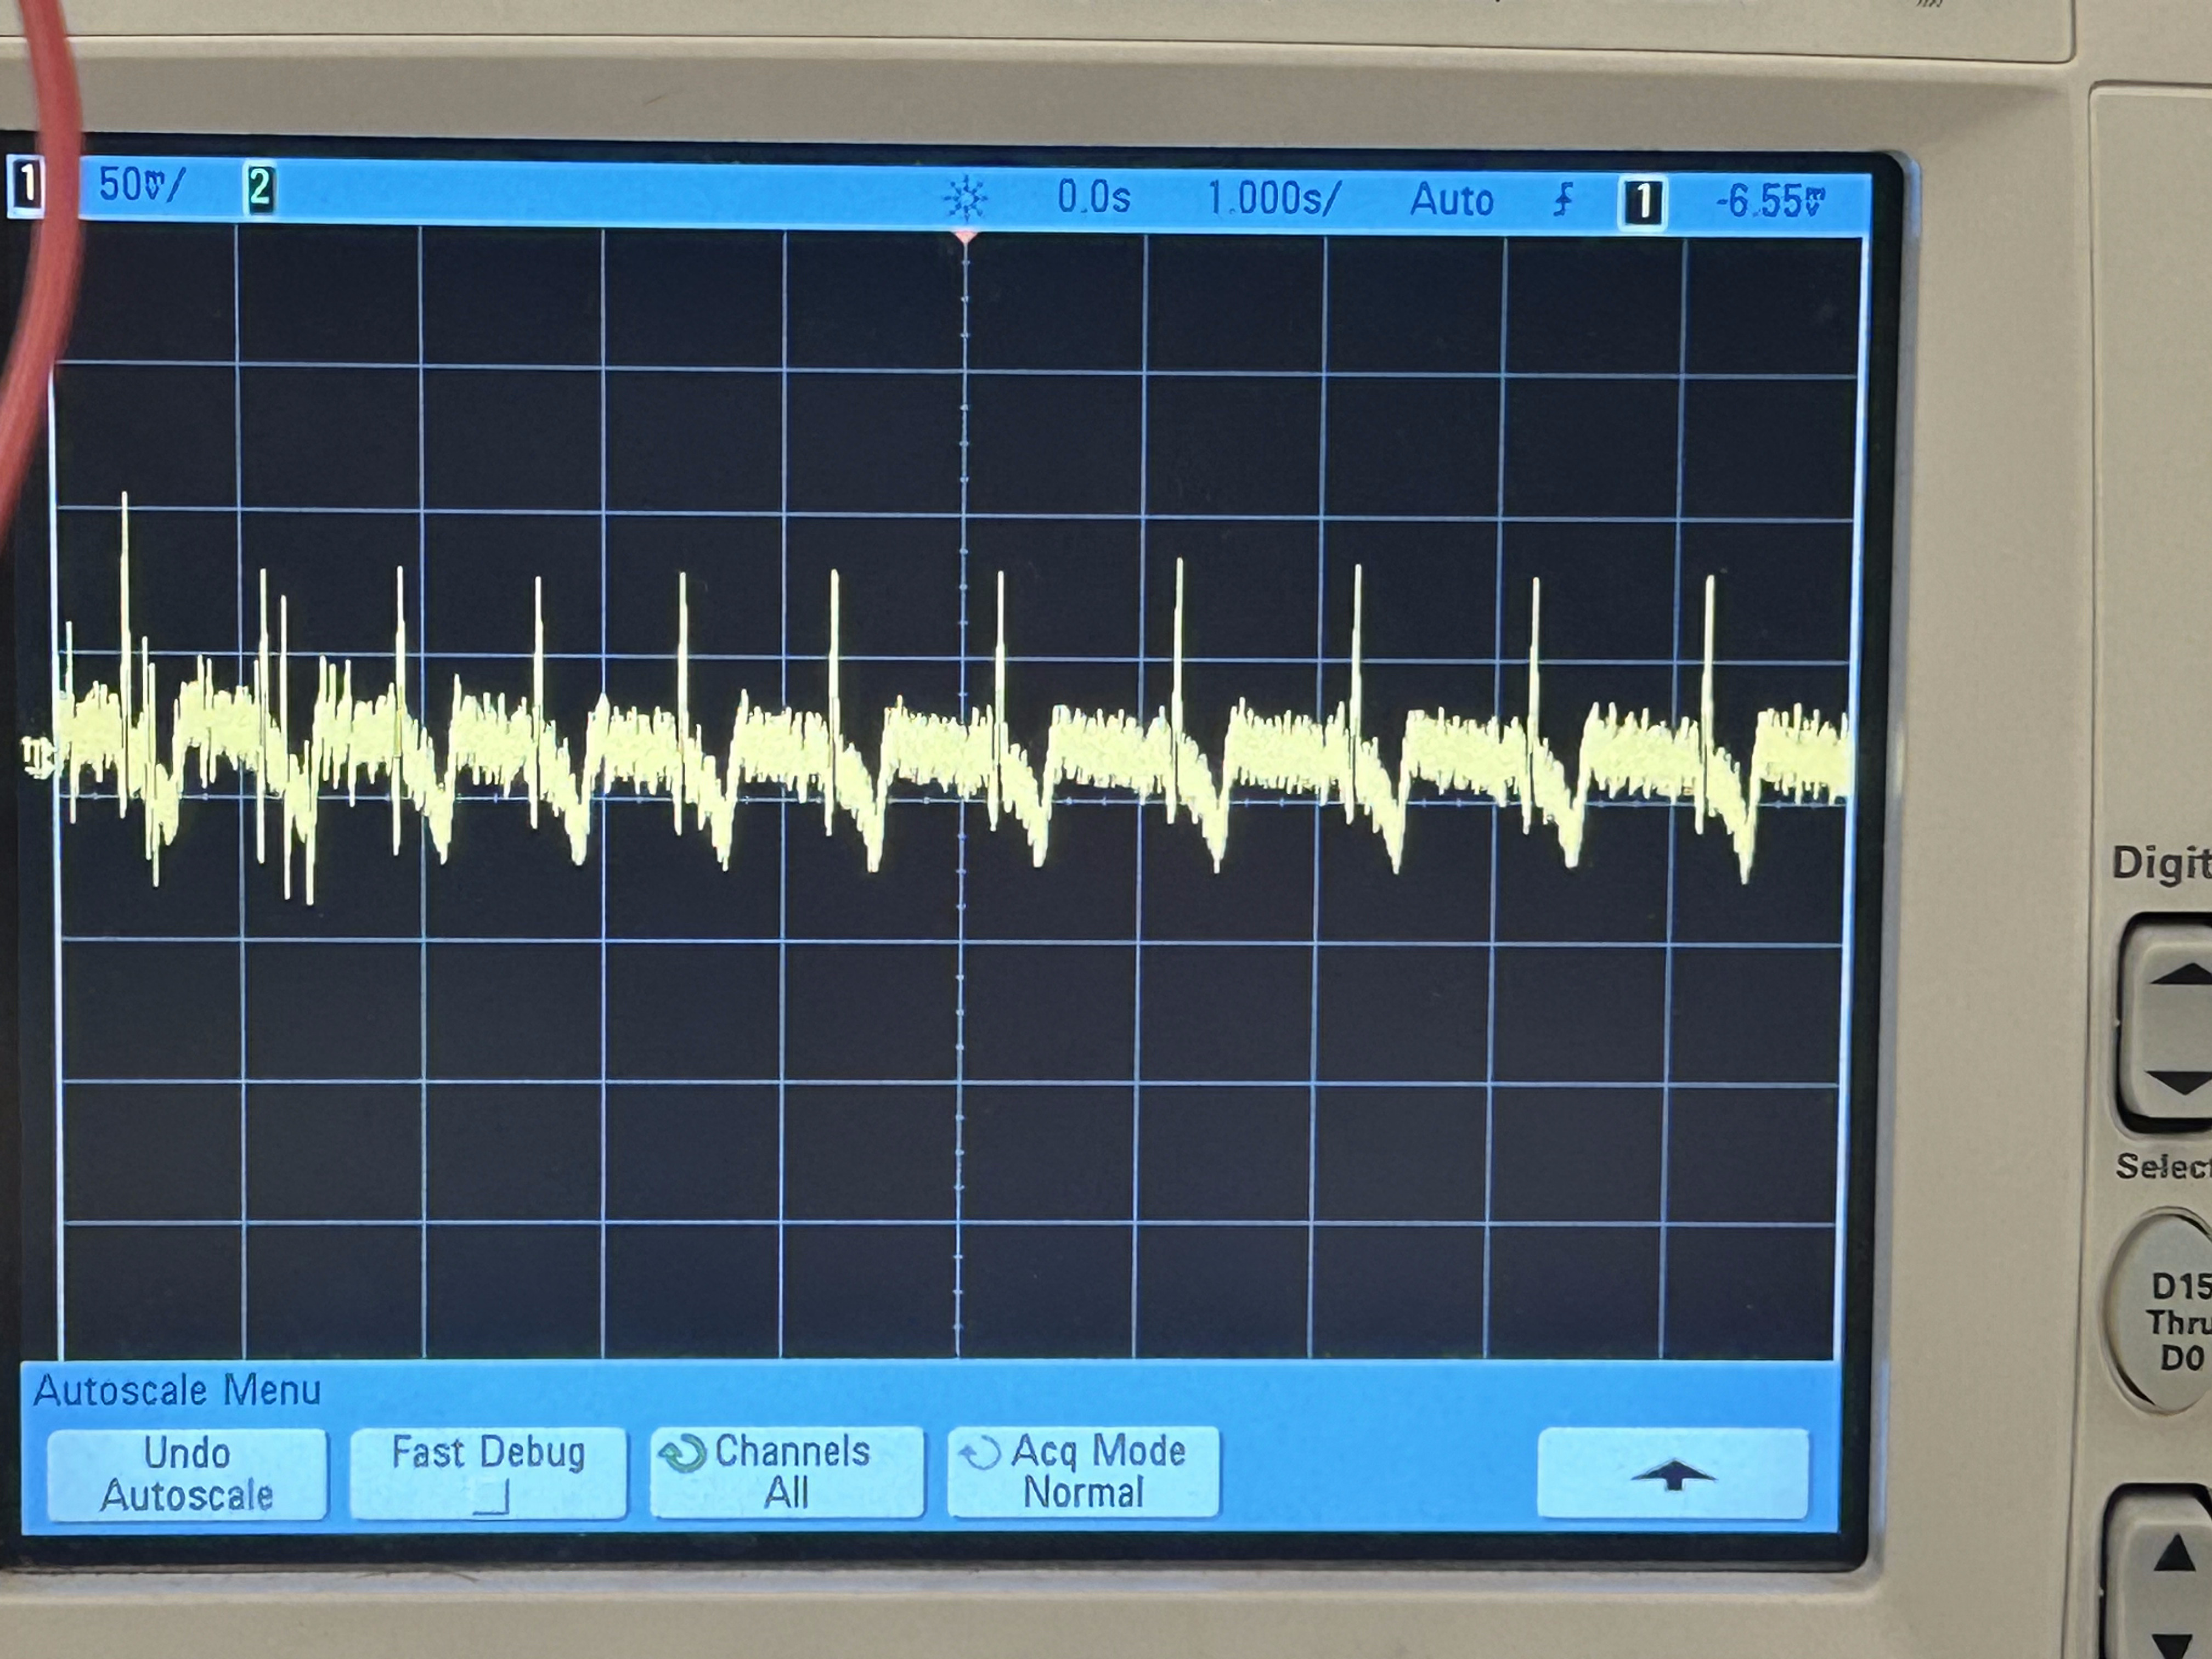 1 50mV/ 2 0.0s 1.000s/ Auto 1 -6.55mV
Autoscale Menu
Undo Autoscale
Fast Debug
Channels All
Acq Mode Normal
Digit
Select
D15
Thru
D0